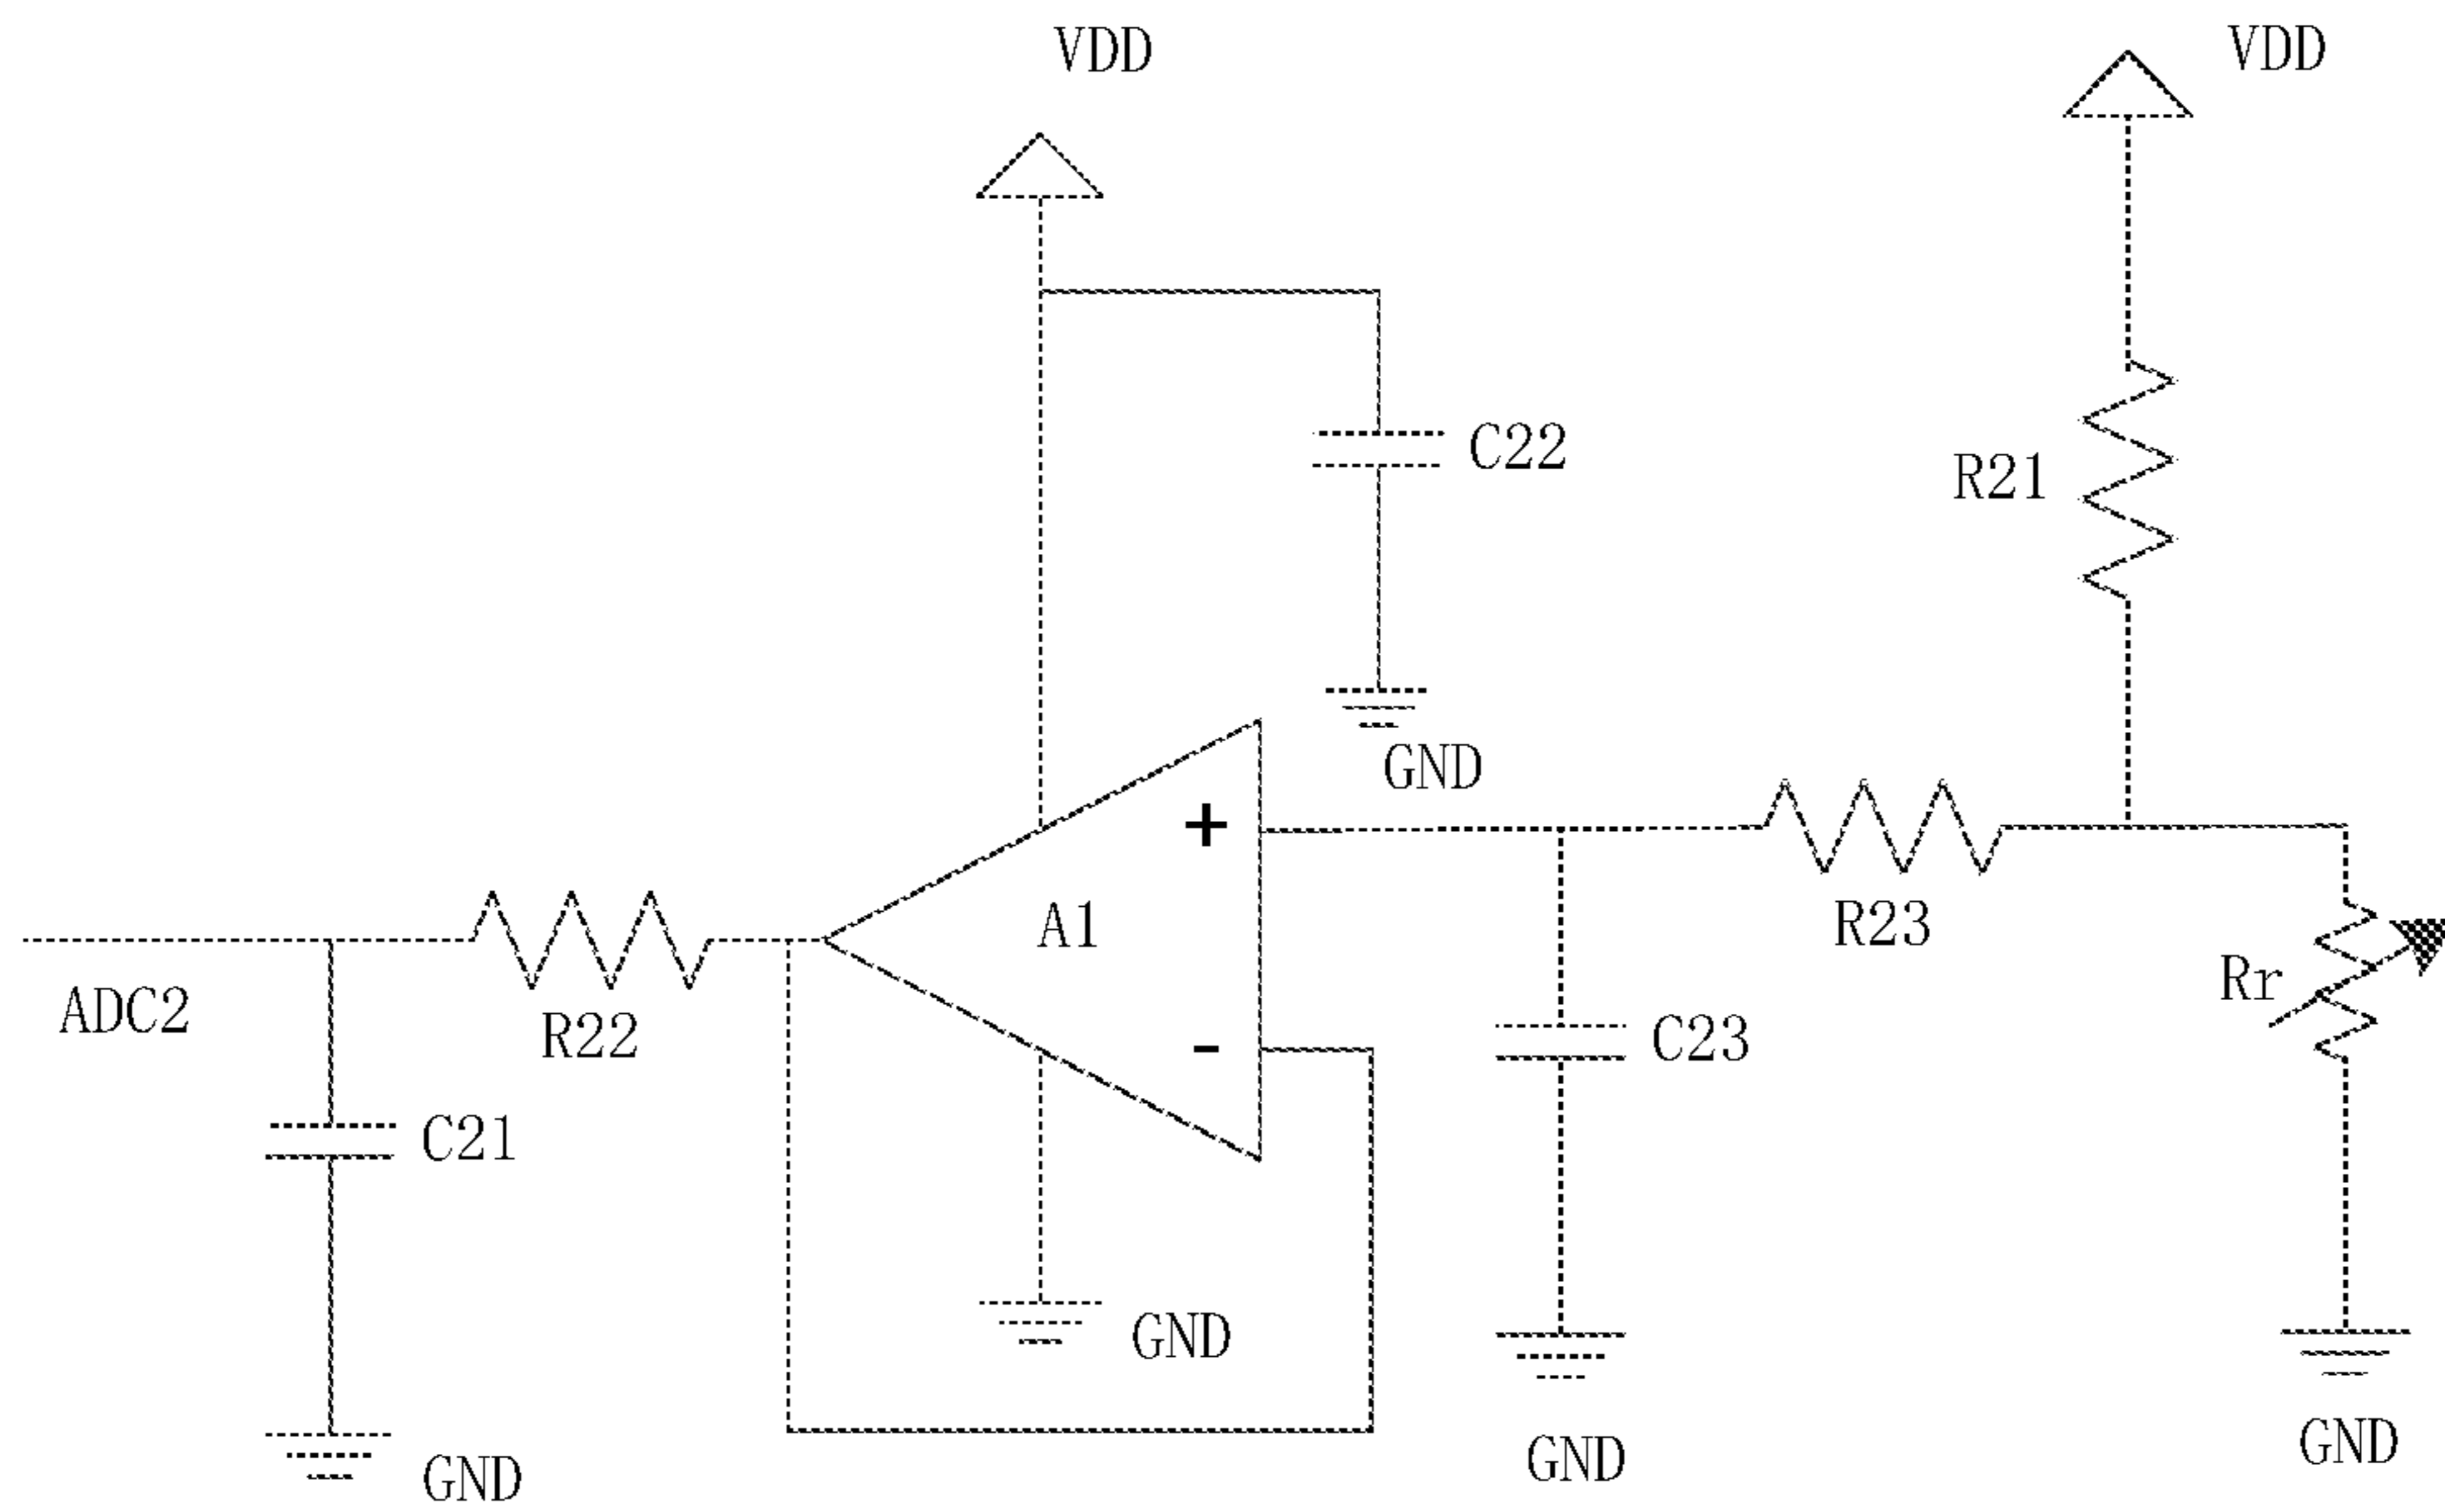 VDD
VDD
C22
R21
GND
+
A1
R23
Rr
ADC2
R22
-
C23
C21
GND
GND
GND
GND